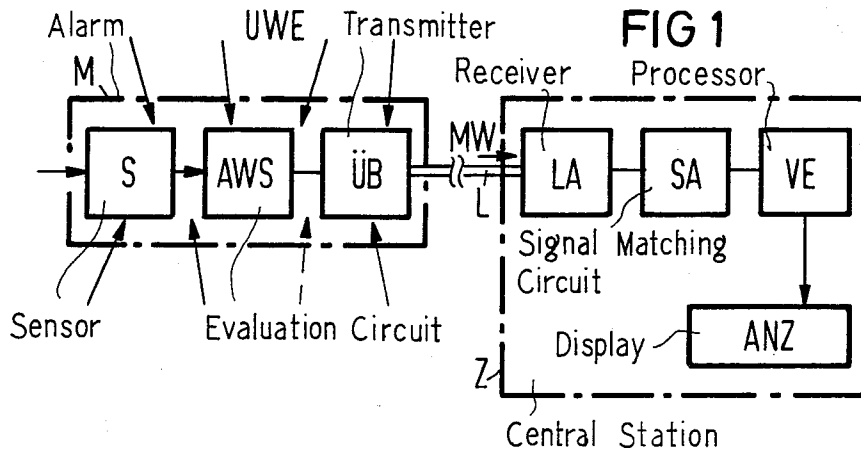 FIG 1
Alarm
UWE
Transmitter
M
Receiver
Processor
S
AWS
ÜB
MW
L
LA
SA
VE
Signal Matching
Circuit
Sensor
Evaluation Circuit
Display
ANZ
Z
Central Station